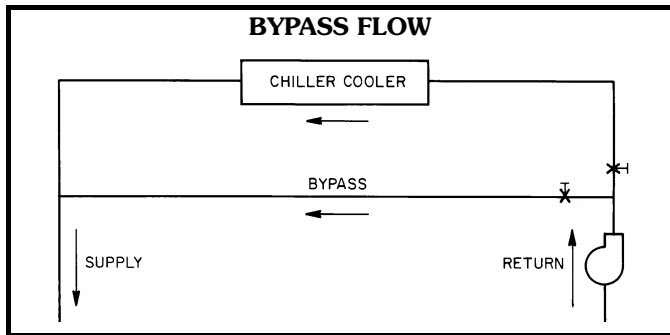 BYPASS FLOW
CHILLER COOLER
BYPASS
SUPPLY
RETURN